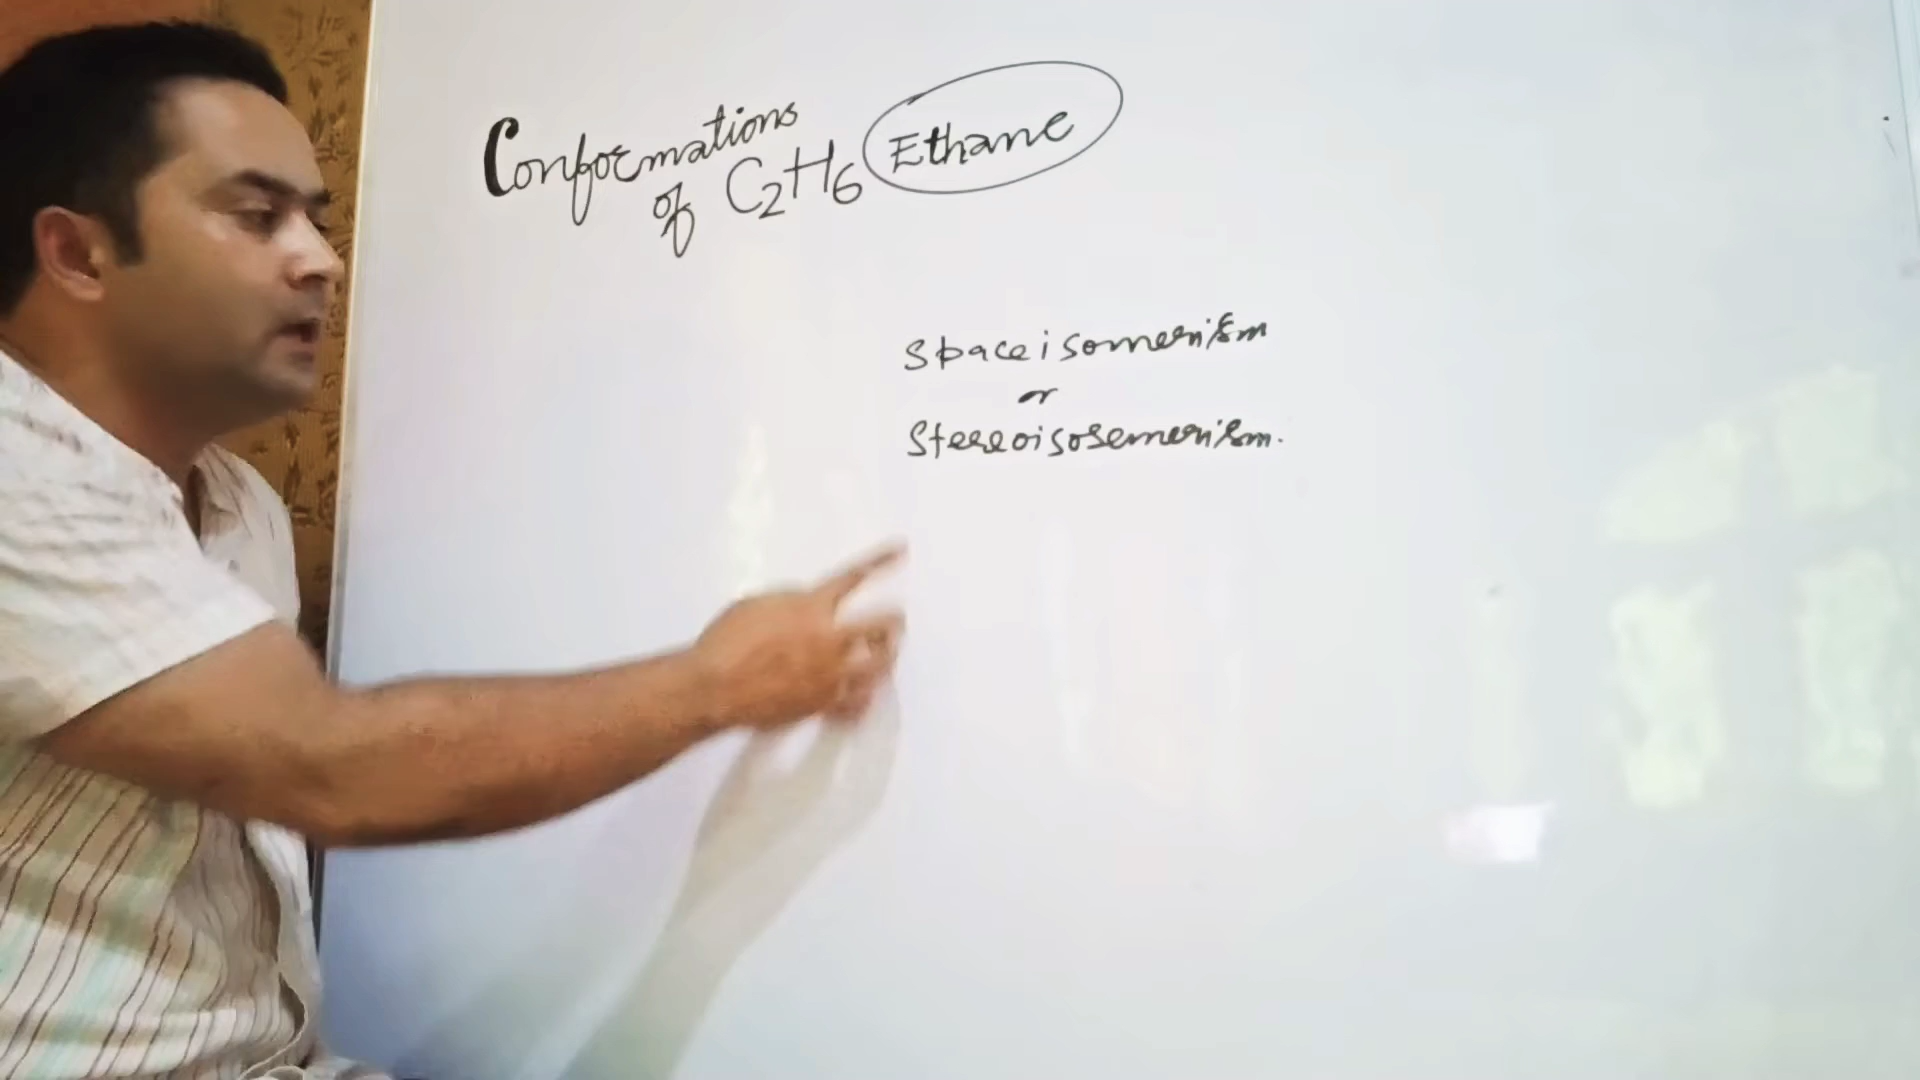 Conformations
of C2H6 Ethane
Space isomerism
or
Stereoisosemerism.